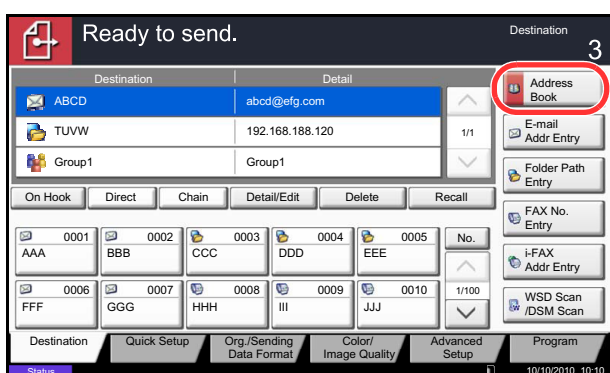 Ready to send.
Destination
3
Destination Detail
ABCD abcd@efg.com
TUVW 192.168.188.120
1/1
Group1 Group1
On Hook Direct Chain Detail/Edit Delete Recall
0001 0002 0003 0004 0005 No.
AAA BBB CCC DDD EEE
0006 0007 0008 0009 0010 1/100
FFF GGG HHH III JJJ
Address
Book
E-mail
Addr Entry
Folder Path
Entry
FAX No.
Entry
i-FAX
Addr Entry
WSD Scan
/DSM Scan
Destination
Quick Setup
Org./Sending
Data Format
Color/
Image Quality
Advanced
Setup
Program
Status 10/10/2010 10:10